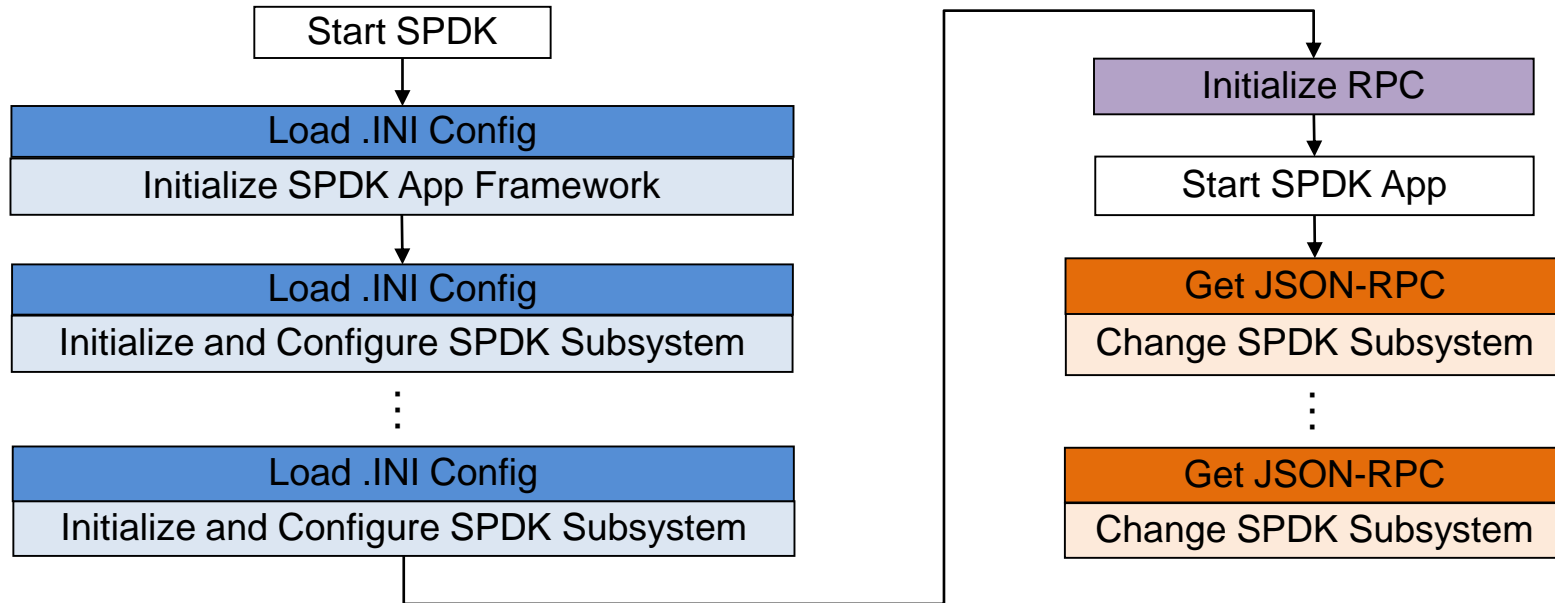 Start SPDK
Load .INI Config
Initialize SPDK App Framework
Load .INI Config
Initialize and Configure SPDK Subsystem
⋮
Load .INI Config
Initialize and Configure SPDK Subsystem
Initialize RPC
Start SPDK App
Get JSON-RPC
Change SPDK Subsystem
⋮
Get JSON-RPC
Change SPDK Subsystem